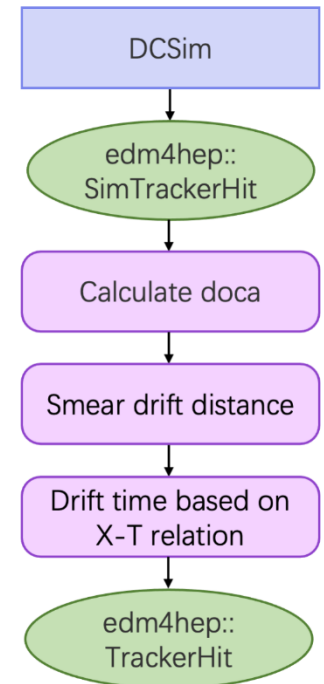 DCSim
edm4hep::
SimTrackerHit
Calculate doca
Smear drift distance
Drift time based on
X-T relation
edm4hep::
TrackerHit